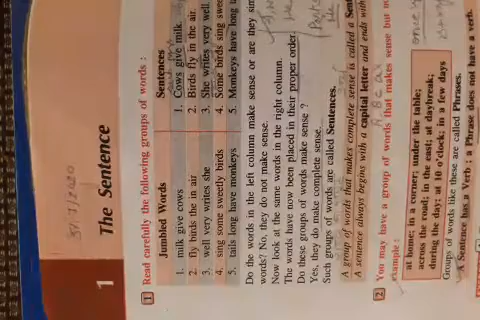 31/1/2020
1
The Sentence
1 Read carefully the following groups of words :
Jumbled Words Sentences
1. milk give cows 1. Cows give milk.
2. fly birds the in air 2. Birds fly in the air.
3. well very writes she 3. She writes very well.
4. sing some sweetly birds 4. Some birds sing
5. tails long have monkeys 5. Monkeys have long
Do the words in the left column make sense or are they
words? No, they do not make sense
Now look at the same words in the right column.
The words have now been placed in their proper order.
Do these groups of words make sense ?
Yes, they do make complete sense.
Such groups of words are called Sentences.
A group of words that makes complete sense is called a
A sentence always begins with a capital letter and ends with
2 You may have a group of words that makes sense but
example :
at home; in a corner; under the table;
across the road; in the east; at daybreak;
during the day; at 10 o'clock; in a few days
Groups of words like these are called Phrases.
A Sentence has a Verb : a Phrase does not have a verb.